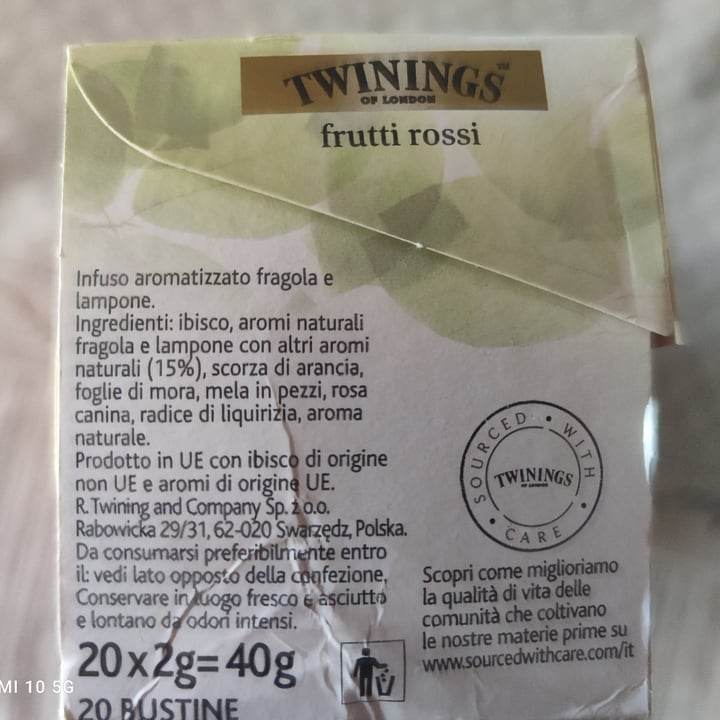 TWININGS™
OF LONDON
frutti rossi
Infuso aromatizzato fragola e
lampone.
Ingredienti: ibisco, aromi naturali
fragola e lampone con altri aromi
naturali (15%), scorza di arancia,
foglie di mora, mela in pezzi, rosa
canina, radice di liquirizia, aroma
naturale.
Prodotto in UE con ibisco di origine
non UE e aromi di origine UE.
R. Twining and Company Sp. z o.o.
Rabowicka 29/31, 62-020 Swarzędz, Polska.
Da consumarsi preferibilmente entro
il: vedi lato opposto della confezione.
Conservare in luogo fresco e asciutto
e lontano da odori intensi.
20x2g=40g
20 BUSTINE
SOURCED • WITH • CARE •
TWININGS
OF LONDON
Scopri come miglioriamo
la qualità di vita delle
comunità che coltivano
le nostre materie prime su
www.sourcedwithcare.com/it
MI 10 5G